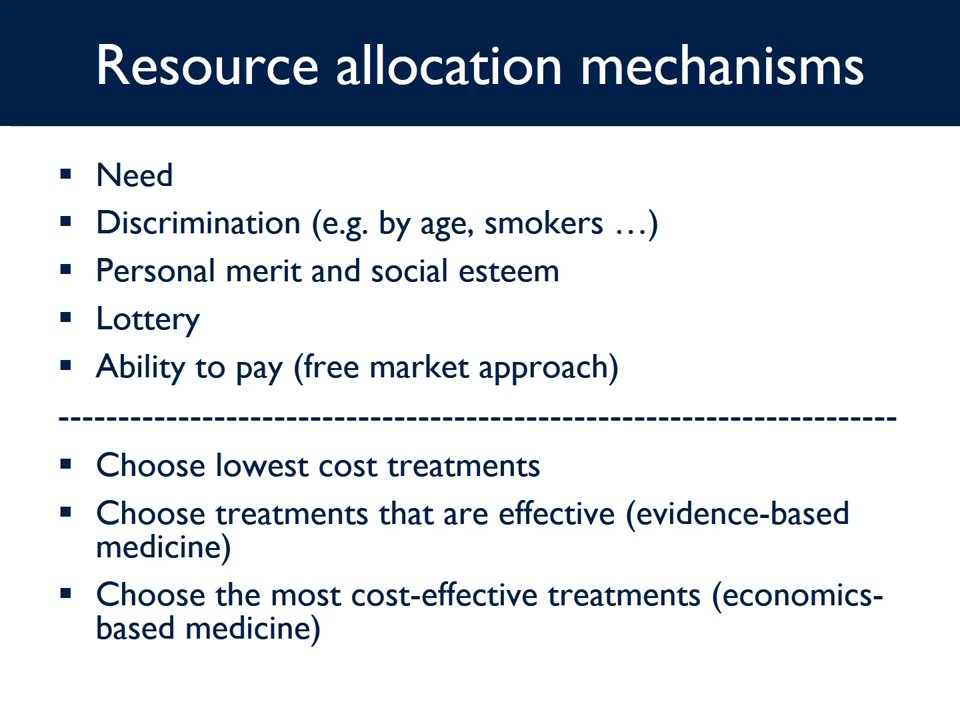 Resource allocation mechanisms
▪ Need
▪ Discrimination (e.g. by age, smokers …)
▪ Personal merit and social esteem
▪ Lottery
▪ Ability to pay (free market approach)
----------------------------------------------------------------------
▪ Choose lowest cost treatments
▪ Choose treatments that are effective (evidence-based
medicine)
▪ Choose the most cost-effective treatments (economics-
based medicine)